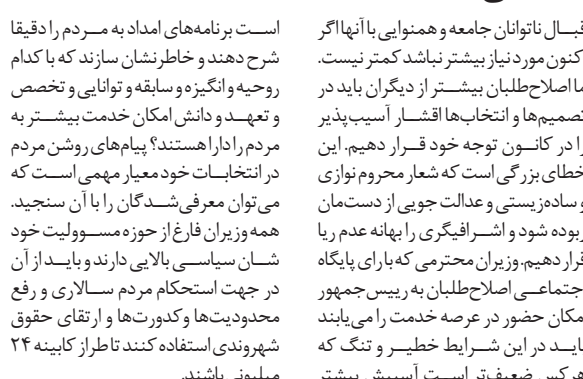 قبال ناتوانان جامعه و همنوایی با آنها اگر
کنون مورد نیاز بیشتر نباشد کمتر نیست.
ما اصلاح‌طلبان بیشتر از دیگران باید در
تصمیم‌ها و انتخاب‌ها اقشار آسیب‌پذیر
را در کانون توجه خود قرار دهیم. این
خطای بزرگی است که شعار محروم نوازی
و ساده‌زیستی و عدالت جویی از دست‌مان
ربوده شود و اشرافیگری را بهانه عدم ریا
قرار دهیم. وزیران محترمی که با رای پایگاه
جتماعی اصلاح‌طلبان به رییس‌جمهور
مکان حضور در عرصه خدمت را می‌یابند
باید در این شرایط خطیر و تنگ که
هرکس ضعیف‌تر است آسیبش بیشتر
است برنامه‌های امداد به مردم را دقیقا
شرح دهند و خاطرنشان سازند که با کدام
روحیه و انگیزه و سابقه و توانایی و تخصص
و تعهد و دانش امکان خدمت بیشتر به
مردم را دارا هستند؟ پیام‌های روشن مردم
در انتخابات خود معیار مهمی است که
می‌توان معرفی‌شدگان را با آن سنجید.
همه وزیران فارغ از حوزه مسوولیت خود
شان سیاسی بالایی دارند و باید از آن
در جهت استحکام مردم سالاری و رفع
محدودیت‌ها و کدورت‌ها و ارتقای حقوق
شهروندی استفاده کنند تا طراز کابینه ۲۴
میلیونی باشند.